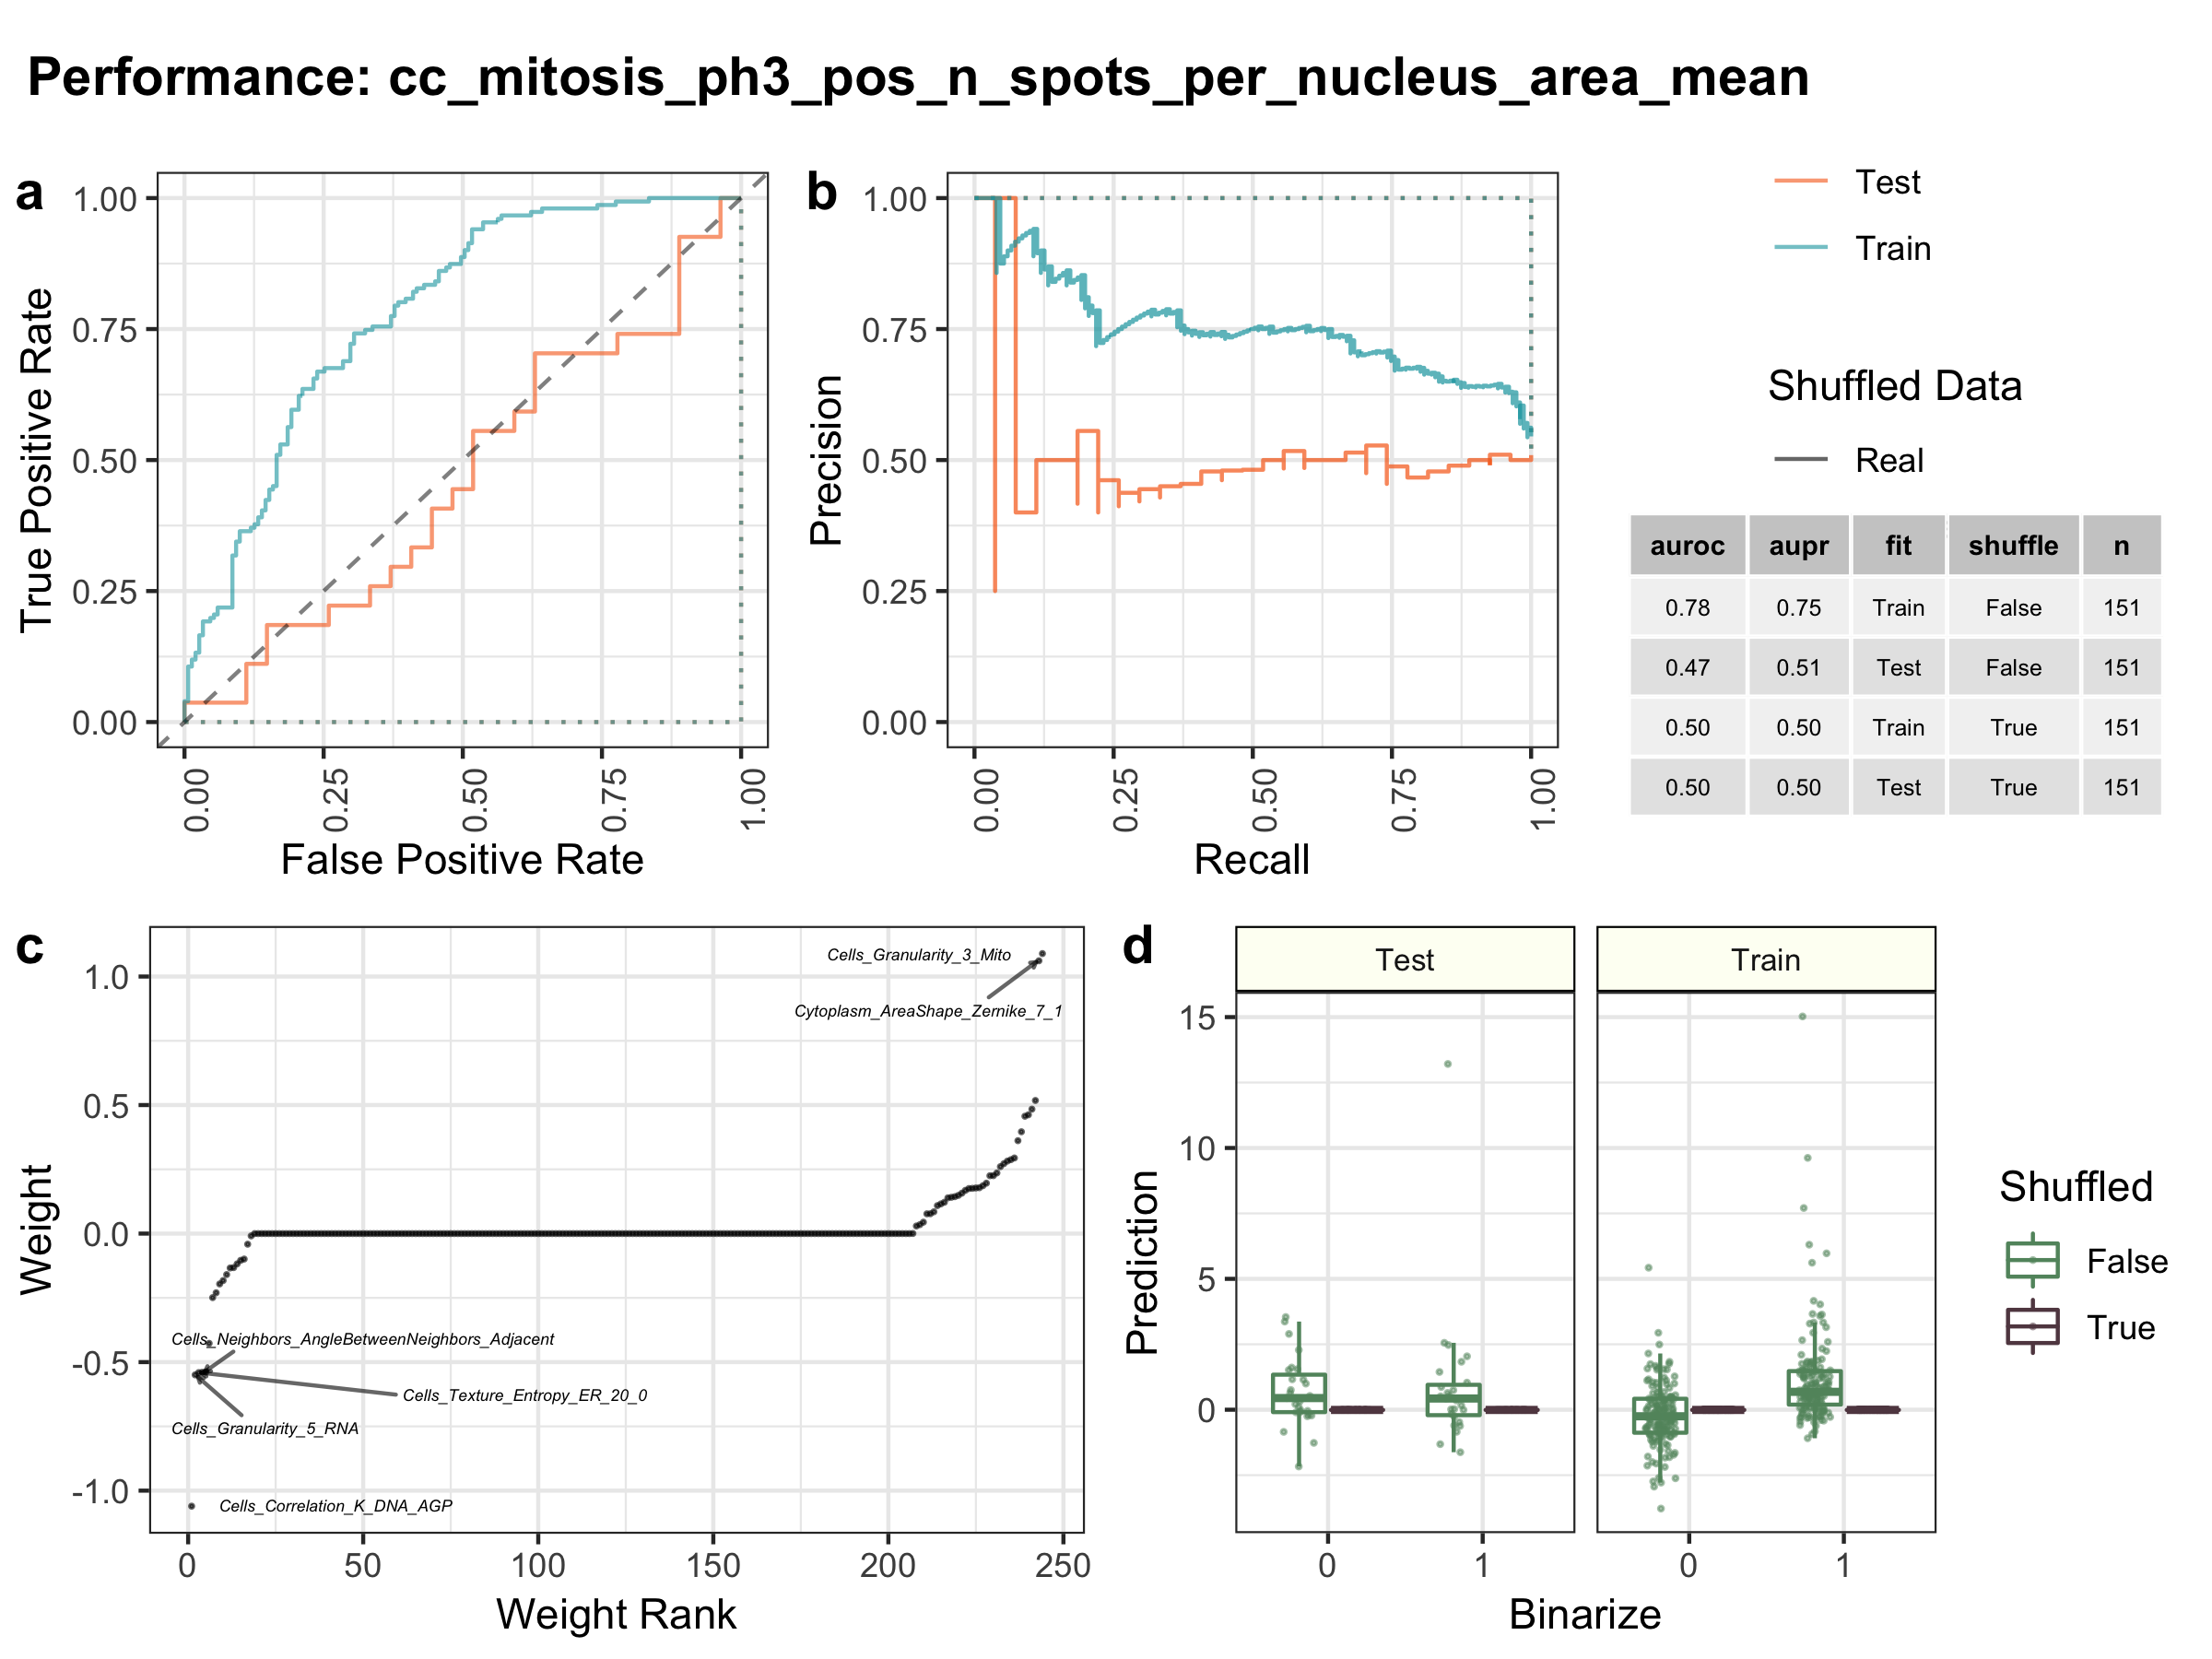 Performance: cc_mitosis_ph3_pos_n_spots_per_nucleus_area_mean
a
1.00
0.75
0.50
0.25
0.00
True Positive Rate
0.00
0.25
0.50
0.75
1.00
False Positive Rate
b
1.00
0.75
0.50
0.25
0.00
Precision
0.00
0.25
0.50
0.75
1.00
Recall
Test
Train
Shuffled Data
Real
auroc aupr fit shuffle n
0.78 0.75 Train False 151
0.47 0.51 Test False 151
0.50 0.50 Train True 151
0.50 0.50 Test True 151
c
1.0
0.5
0.0
-0.5
-1.0
Weight
Cells_Granularity_3_Mito
Cytoplasm_AreaShape_Zernike_7_1
Cells_Neighbors_AngleBetweenNeighbors_Adjacent
Cells_Texture_Entropy_ER_20_0
Cells_Granularity_5_RNA
Cells_Correlation_K_DNA_AGP
0 50 100 150 200 250
Weight Rank
d
Test Train
15
10
5
0
Prediction
0 1 0 1
Binarize
Shuffled
False
True